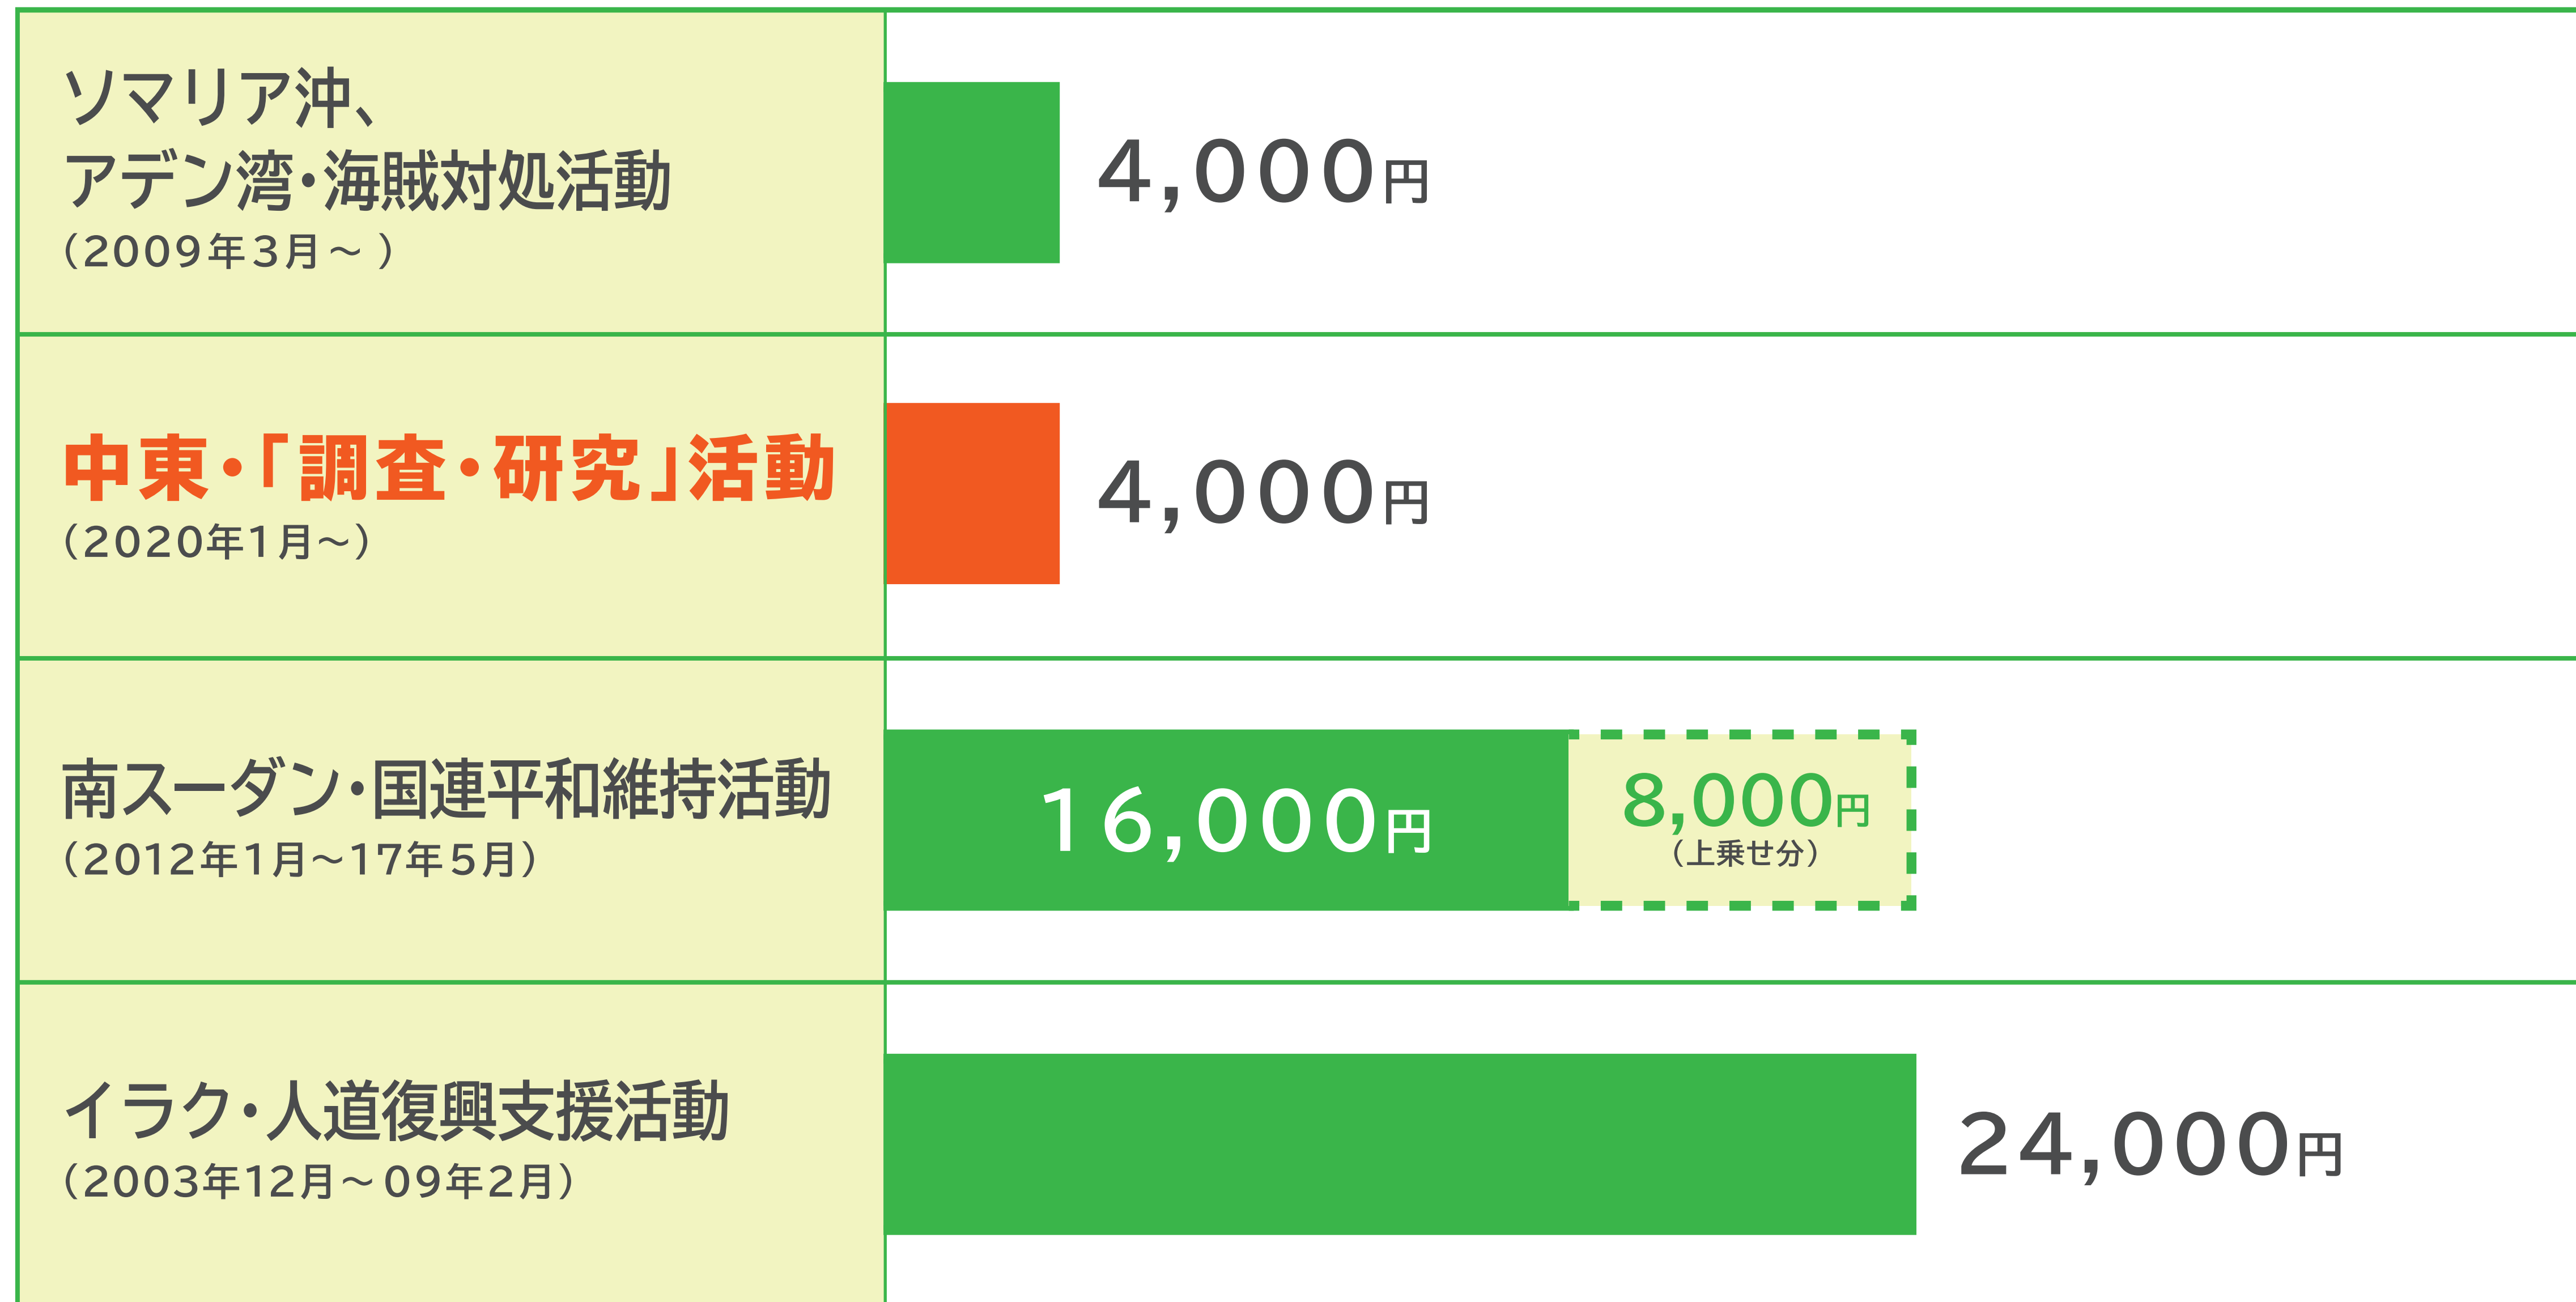 ソマリア沖、
アデン湾・海賊対処活動
(2009年3月～ )
4,000円
中東・「調査・研究」活動
(2020年1月～)
4,000円
南スーダン・国連平和維持活動
(2012年1月～17年5月)
16,000円
8,000円
(上乗せ分)
イラク・人道復興支援活動
(2003年12月～09年2月)
24,000円